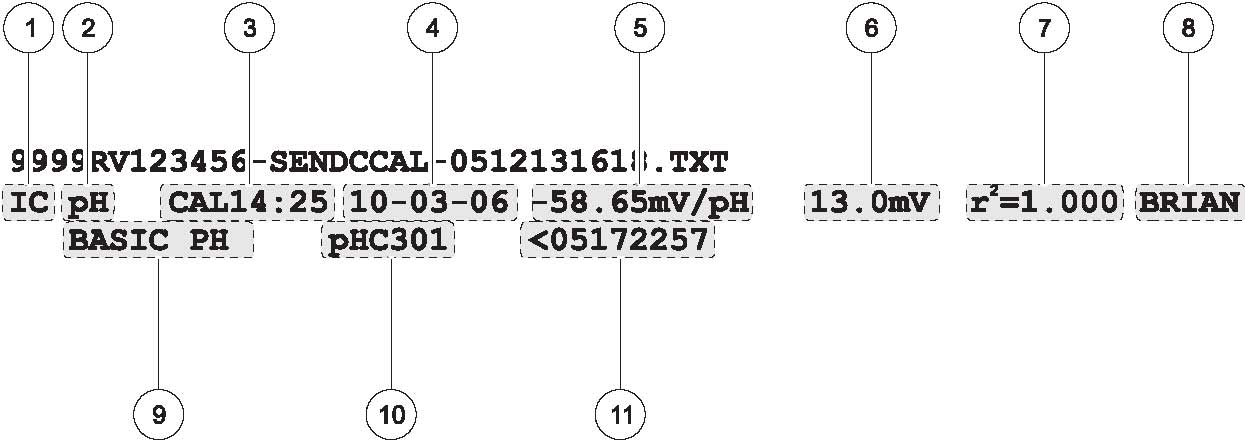 1 2 3 4 5 6 7 8
9999RV123456-SENDCCAL-0512131618.TXT
IC pH CAL14:25 10-03-06 -58.65mV/pH 13.0mV r²=1.000 BRIAN
BASIC PH pHC301 <05172257
9 10 11